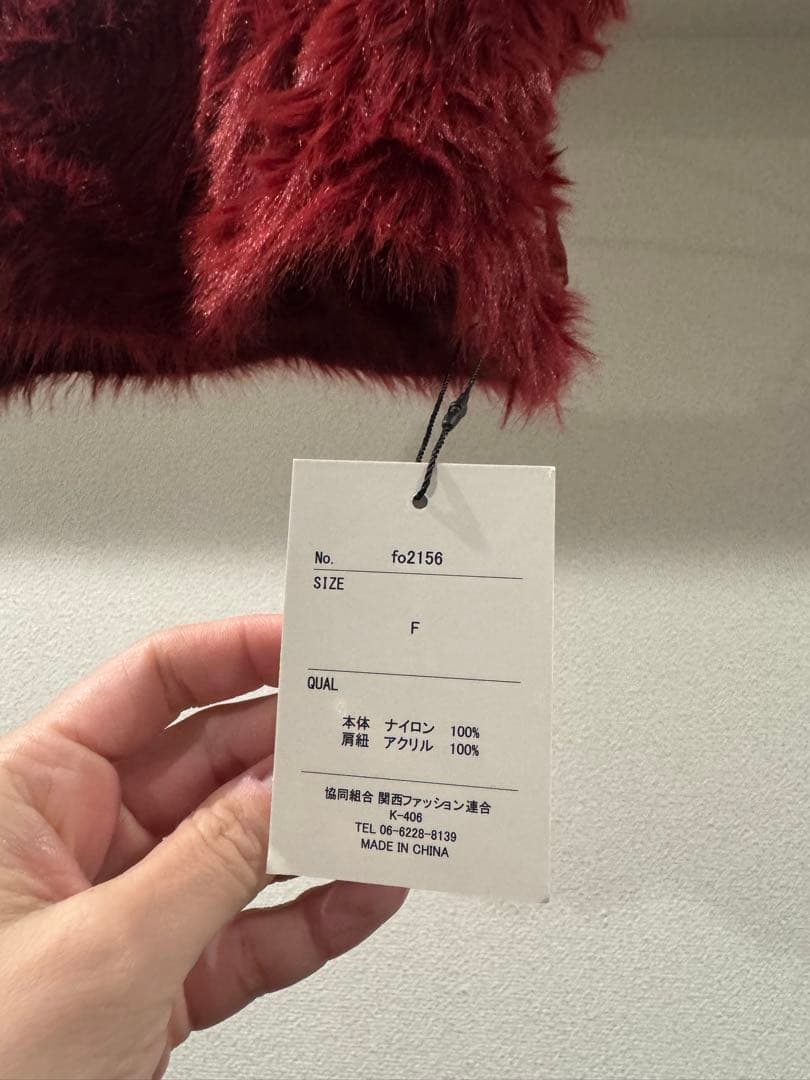 No. fo2156
SIZE
F
QUAL
本体 ナイロン 100%
肩紐 アクリル 100%
協同組合 関西ファッション連合
K-406
TEL 06-6228-8139
MADE IN CHINA